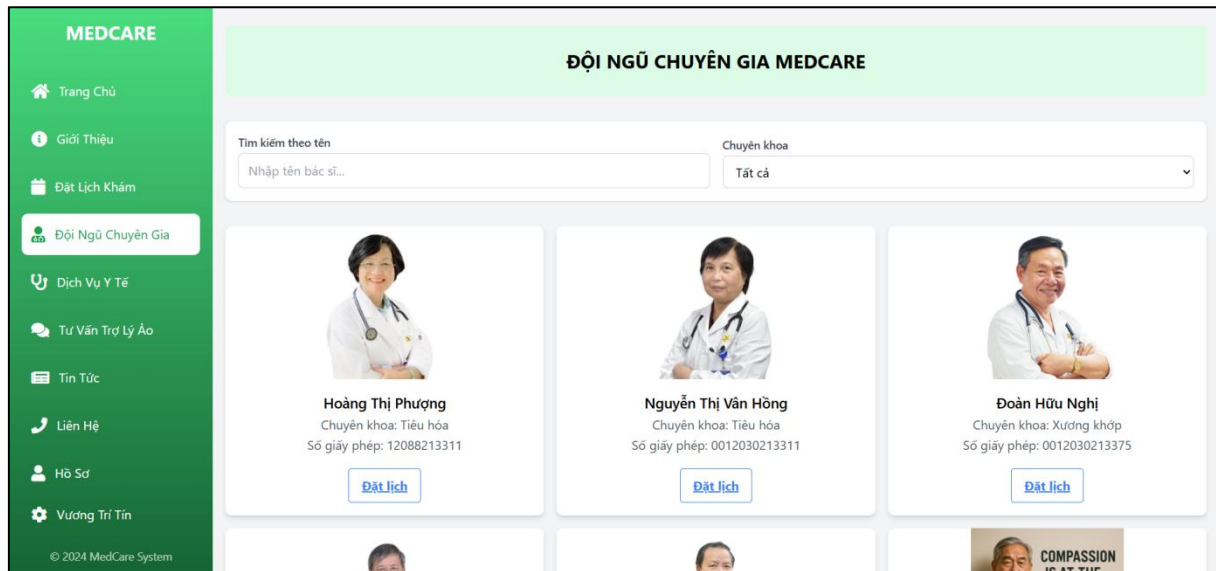 MEDCARE
Trang Chủ
Giới Thiệu
Đặt Lịch Khám
Đội Ngũ Chuyên Gia
Dịch Vụ Y Tế
Tư Vấn Trợ Lý Ảo
Tin Tức
Liên Hệ
Hồ Sơ
Vương Trí Tín
© 2024 MedCare System
ĐỘI NGŨ CHUYÊN GIA MEDCARE
Tìm kiếm theo tên
Nhập tên bác sĩ...
Chuyên khoa
Tất cả
Hoàng Thị Phượng
Chuyên khoa: Tiêu hóa
Số giấy phép: 12088213311
Đặt lịch
Nguyễn Thị Vân Hồng
Chuyên khoa: Tiêu hóa
Số giấy phép: 0012030213311
Đặt lịch
Đoàn Hữu Nghị
Chuyên khoa: Xương khớp
Số giấy phép: 0012030213375
Đặt lịch
COMPASSION
IS AT THE